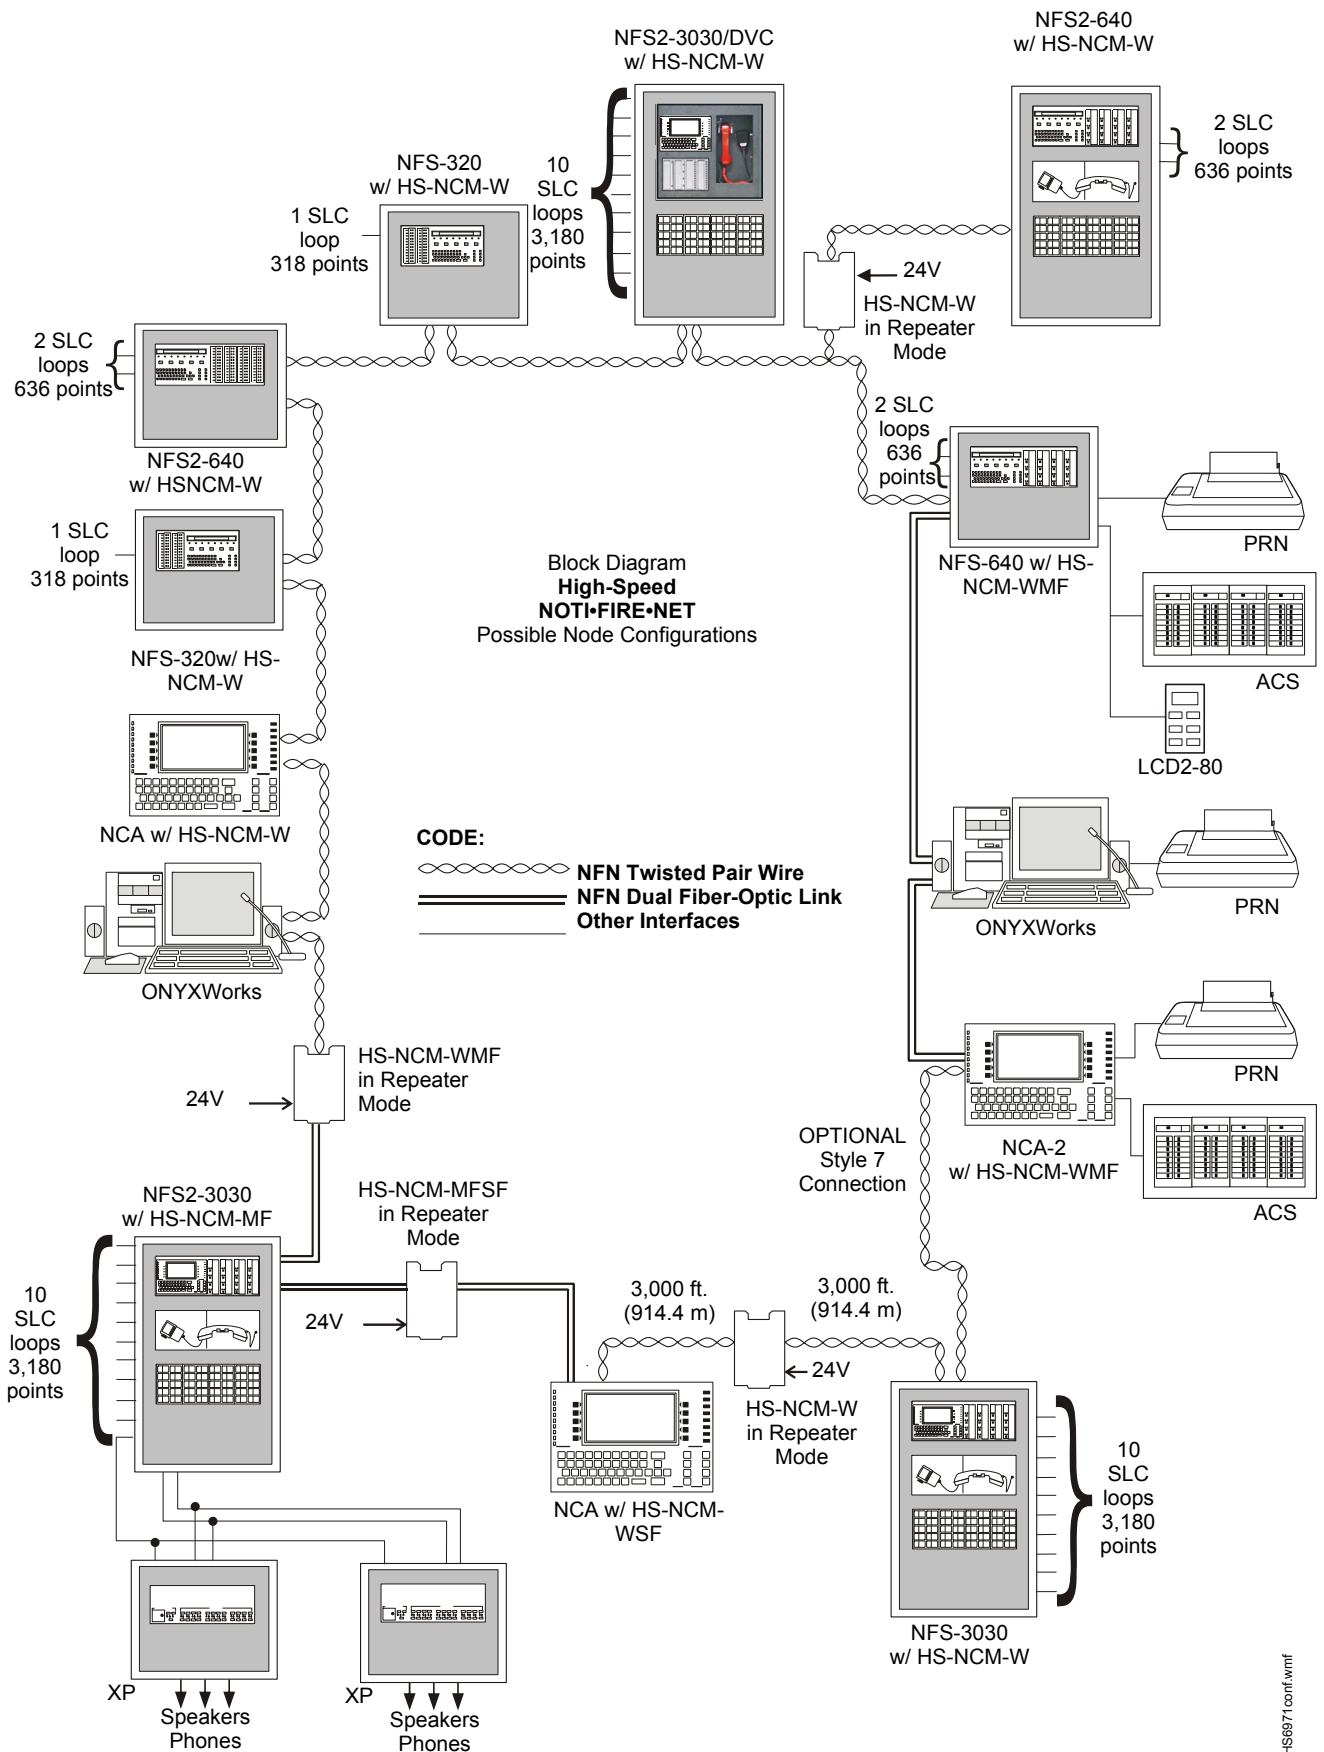 NFS2-3030/DVC
w/ HS-NCM-W
NFS2-640
w/ HS-NCM-W
2 SLC
loops
636 points
NFS-320
w/ HS-NCM-W
10
SLC
loops
3,180
points
1 SLC
loop
318 points
24V
HS-NCM-W
in Repeater
Mode
2 SLC
loops
636 points
NFS2-640
w/ HSNCM-W
2 SLC
loops
636
points
NFS-640 w/ HS-
NCM-WMF
PRN
ACS
LCD2-80
1 SLC
loop
318 points
NFS-320w/ HS-
NCM-W
Block Diagram
High-Speed
NOTI•FIRE•NET
Possible Node Configurations
NCA w/ HS-NCM-W
CODE:
NFN Twisted Pair Wire
NFN Dual Fiber-Optic Link
Other Interfaces
ONYXWorks
PRN
ONYXWorks
HS-NCM-WMF
in Repeater
Mode
24V
PRN
NCA-2
w/ HS-NCM-WMF
ACS
OPTIONAL
Style 7
Connection
NFS2-3030
w/ HS-NCM-MF
HS-NCM-MFSF
in Repeater
Mode
24V
10
SLC
loops
3,180
points
3,000 ft.
(914.4 m)
3,000 ft.
(914.4 m)
24V
HS-NCM-W
in Repeater
Mode
NCA w/ HS-NCM-
WSF
10
SLC
loops
3,180
points
NFS-3030
w/ HS-NCM-W
XP
Speakers
Phones
XP
Speakers
Phones
HS6971conf.wmf